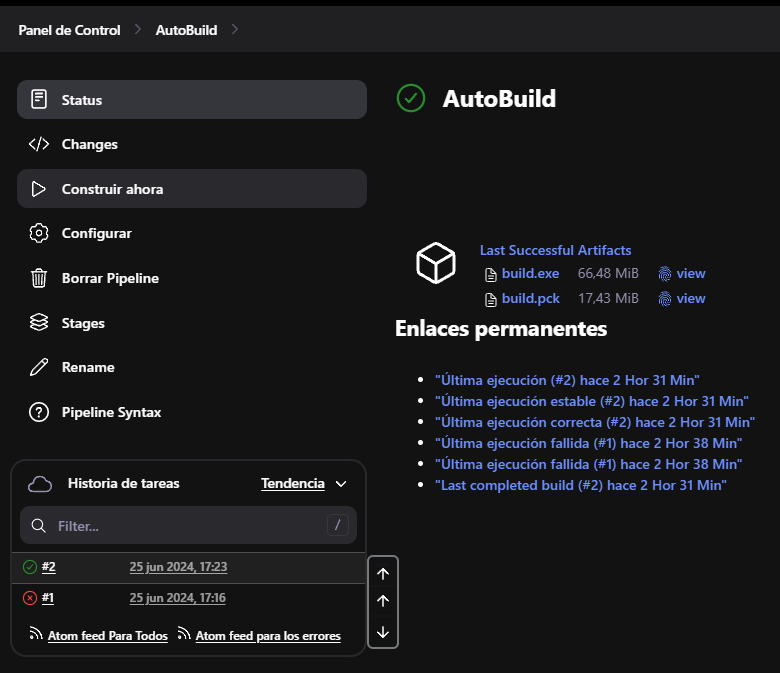 Panel de Control
AutoBuild
Status
Changes
Construir ahora
Configurar
Borrar Pipeline
Stages
Rename
Pipeline Syntax
Historia de tareas Tendencia
Filter... /
#2 25 jun 2024, 17:23
#1 25 jun 2024, 17:16
Atom feed Para Todos Atom feed para los errores
AutoBuild
Last Successful Artifacts
build.exe 66,48 MiB view
build.pck 17,43 MiB view
Enlaces permanentes
"Última ejecución (#2) hace 2 Hor 31 Min"
"Última ejecución estable (#2) hace 2 Hor 31 Min"
"Última ejecución correcta (#2) hace 2 Hor 31 Min"
"Última ejecución fallida (#1) hace 2 Hor 38 Min"
"Última ejecución fallida (#1) hace 2 Hor 38 Min"
"Last completed build (#2) hace 2 Hor 31 Min"